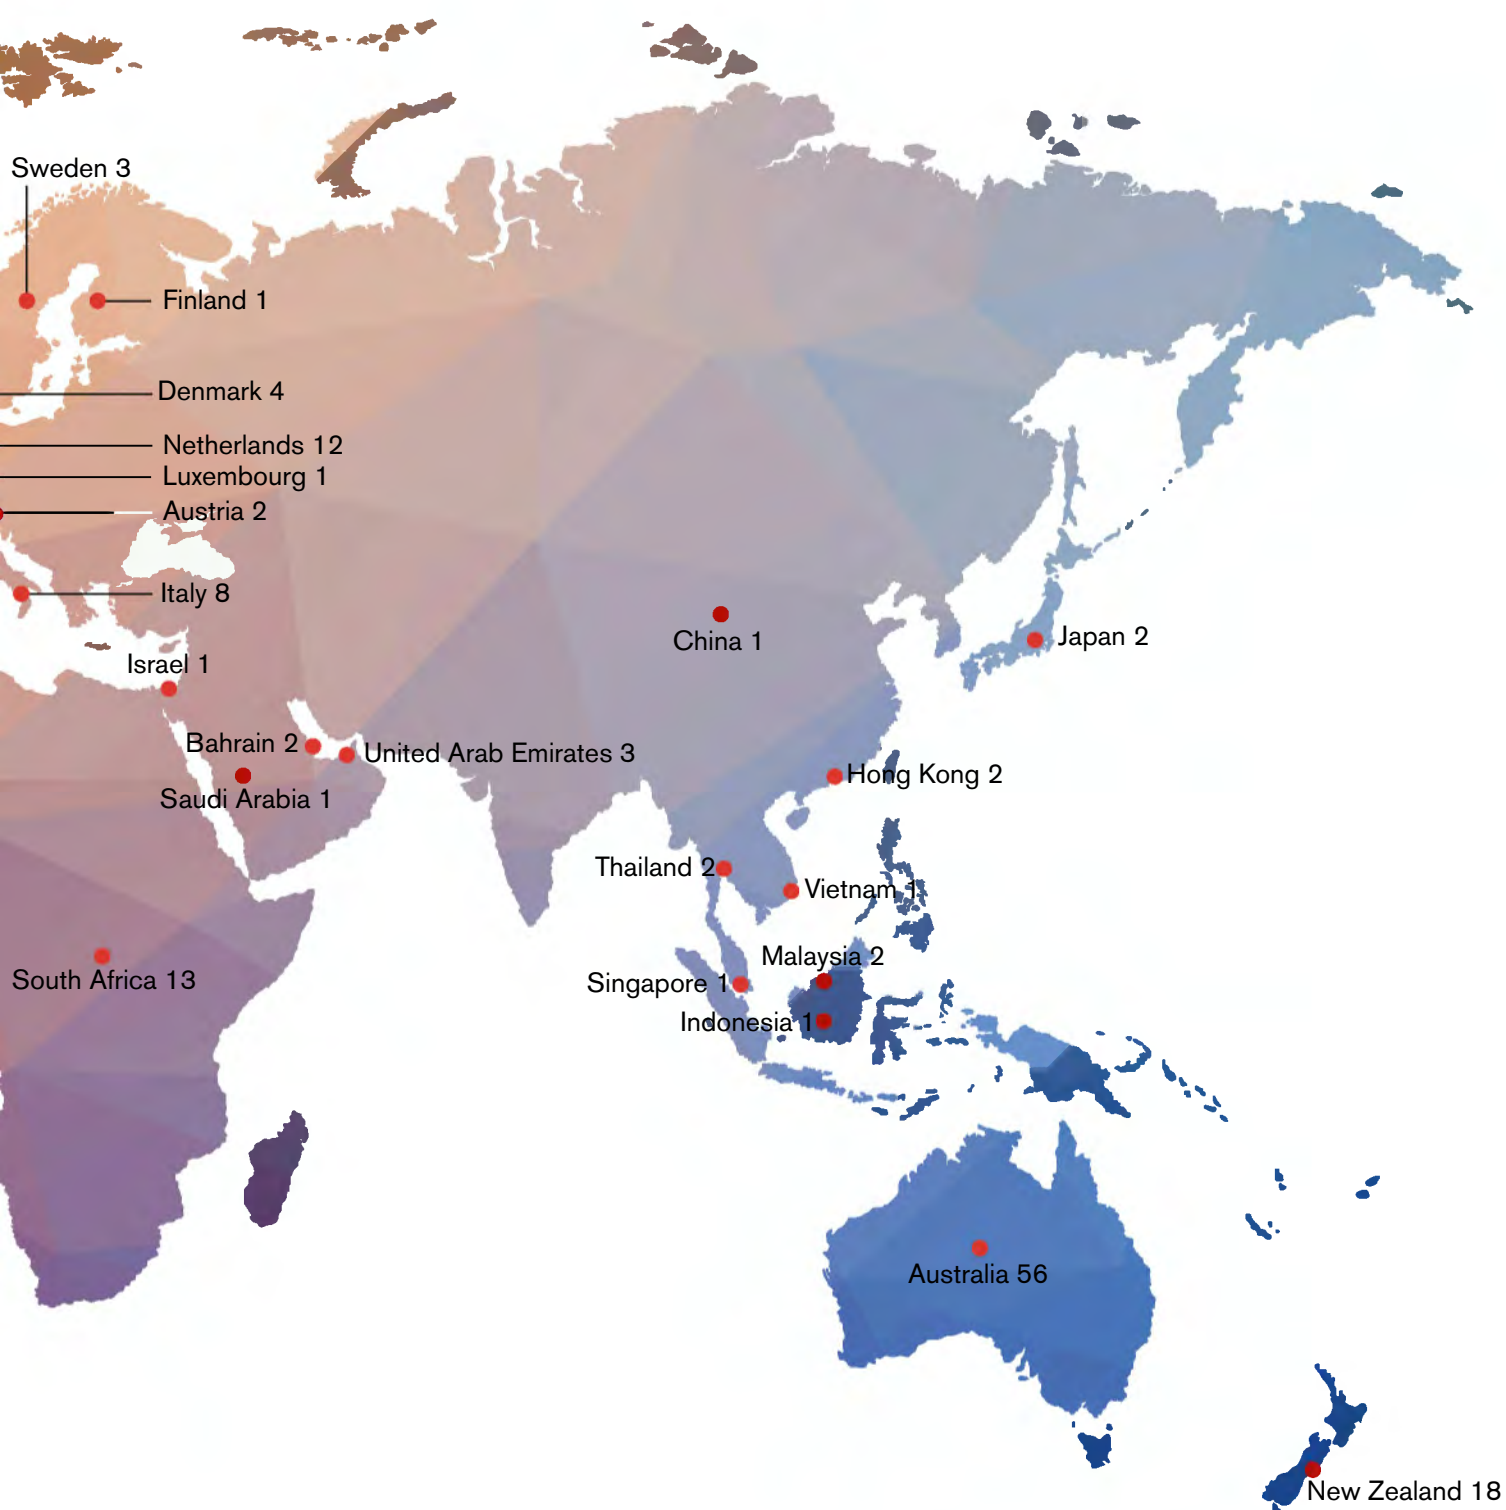 Sweden 3
Finland 1
Denmark 4
Netherlands 12
Luxembourg 1
Austria 2
Italy 8
China 1
Japan 2
Israel 1
Bahrain 2
United Arab Emirates 3
Hong Kong 2
Saudi Arabia 1
Thailand 2
Vietnam 1
Malaysia 2
South Africa 13
Singapore 1
Indonesia 1
Australia 56
New Zealand 18